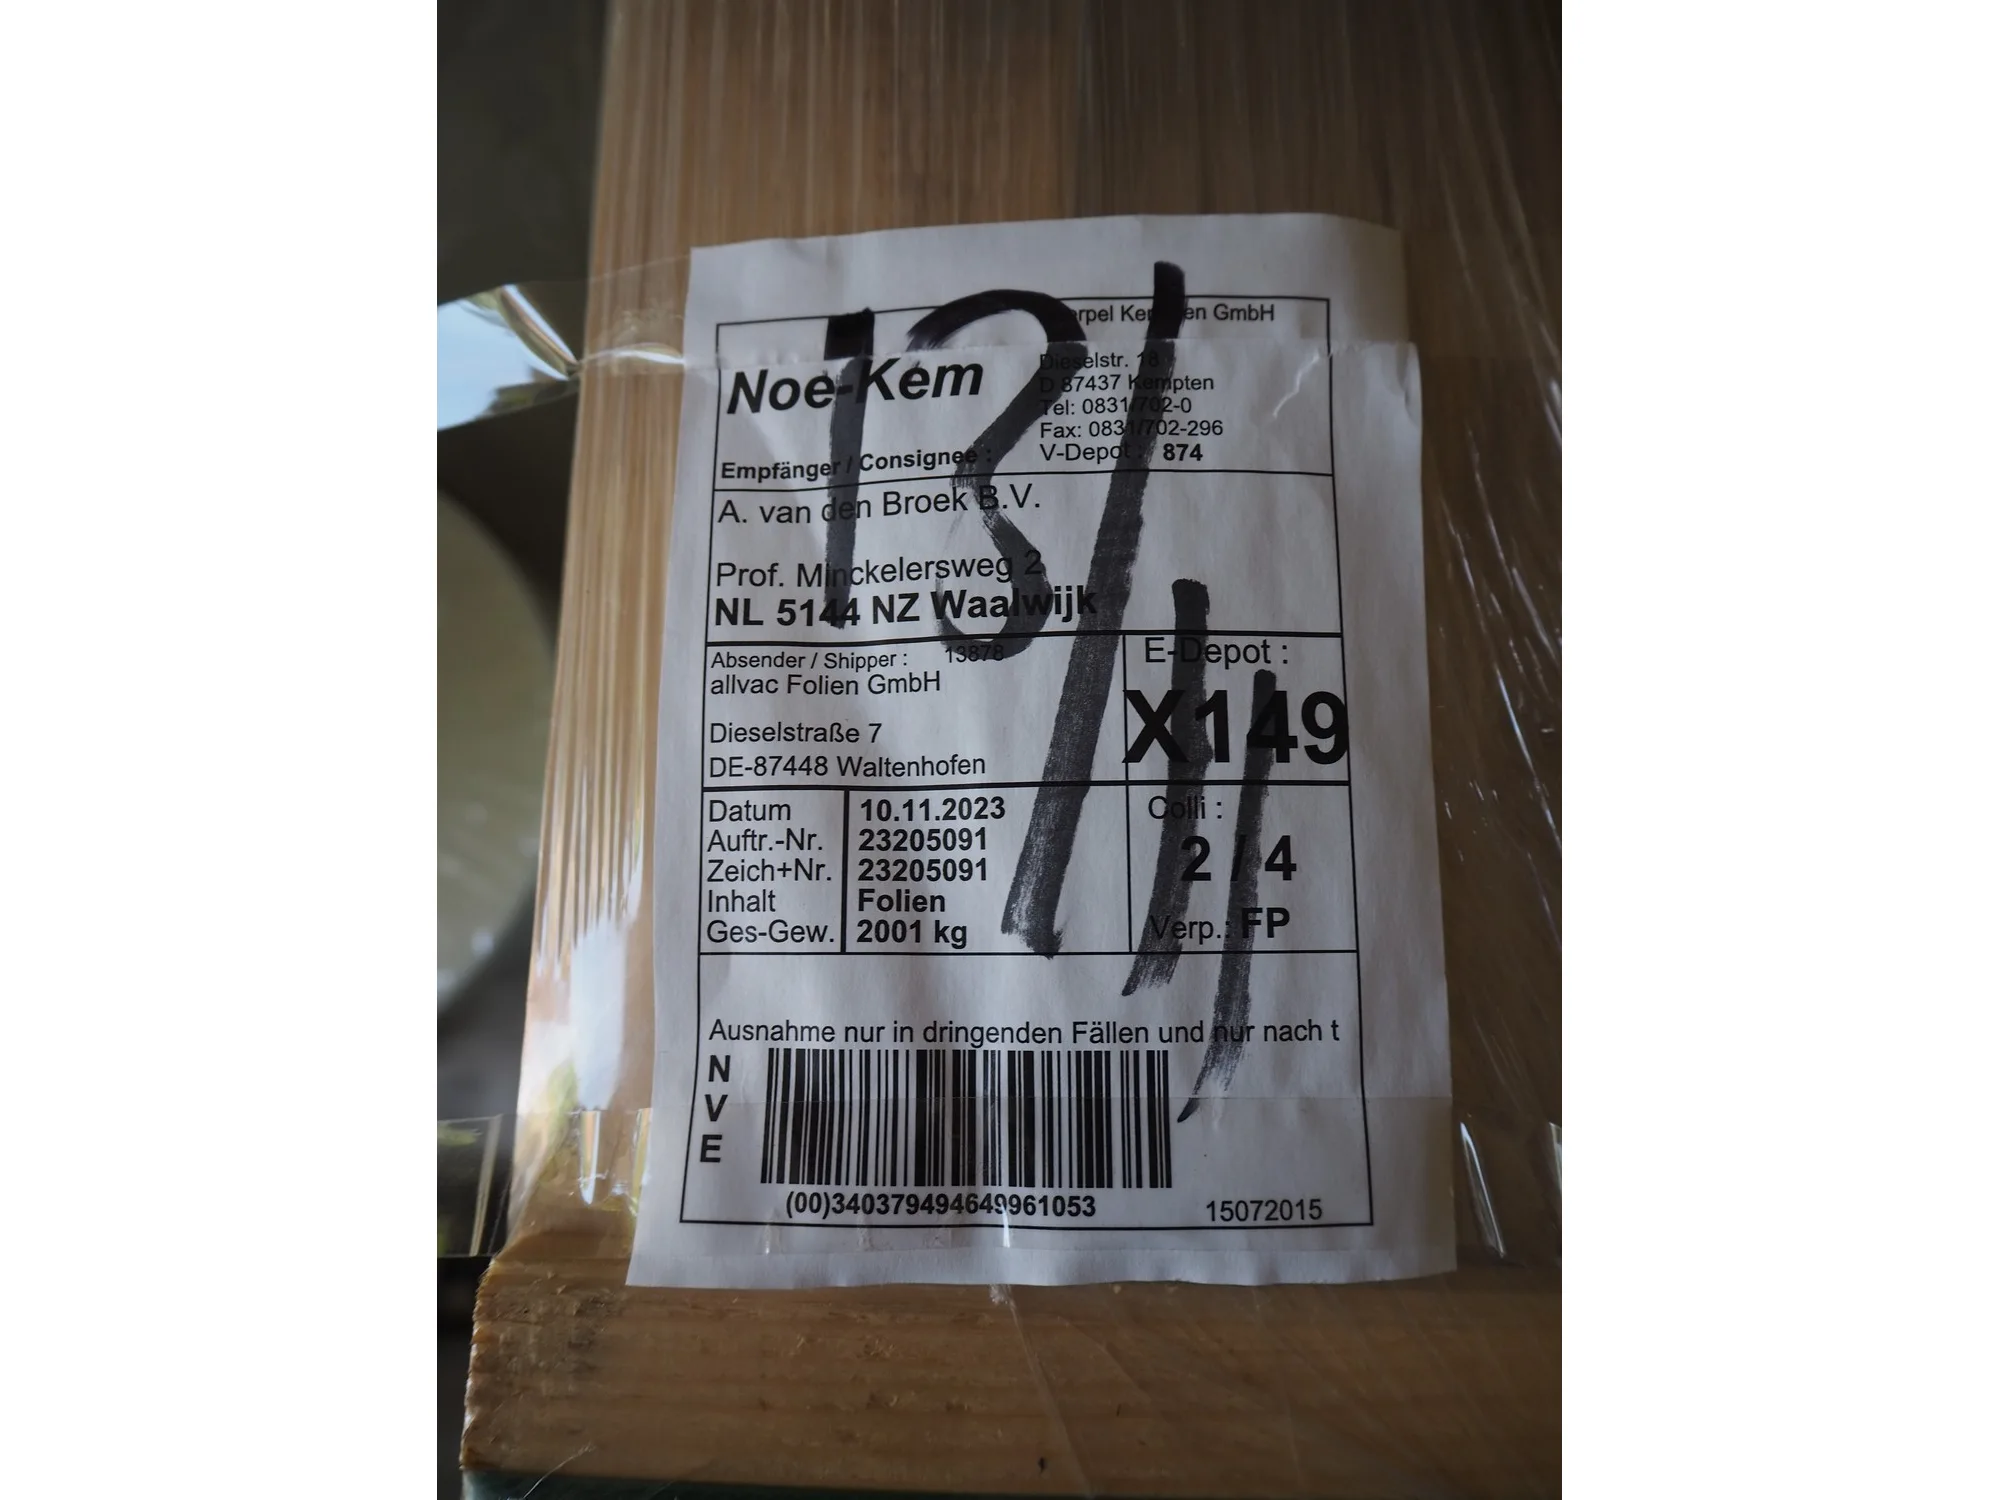 erpel Kempten GmbH
Noe-Kem
Dieselstr. 18
D 87437 Kempten
Tel: 0831/702-0
Fax: 0831/702-296
V-Depot : 874
Empfänger / Consignee :
A. van den Broek B.V.
Prof. Minckelersweg 2
NL 5144 NZ Waalwijk
Absender / Shipper : 13878
allvac Folien GmbH
Dieselstraße 7
DE-87448 Waltenhofen
E-Depot :
X149
Datum 10.11.2023
Auftr.-Nr. 23205091
Zeich+Nr. 23205091
Inhalt Folien
Ges-Gew. 2001 kg
Colli :
2 / 4
Verp.: FP
Ausnahme nur in dringenden Fällen und nur nach t
NVE
(00)340379494649961053
15072015
13/